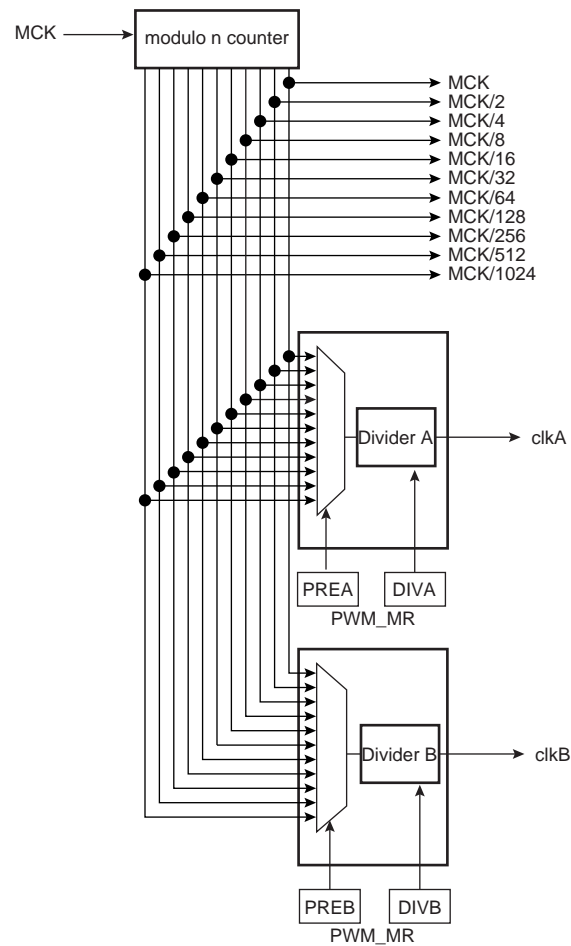 MCK
modulo n counter
MCK
MCK/2
MCK/4
MCK/8
MCK/16
MCK/32
MCK/64
MCK/128
MCK/256
MCK/512
MCK/1024
Divider A
clkA
PREA
DIVA
PWM_MR
Divider B
clkB
PREB
DIVB
PWM_MR